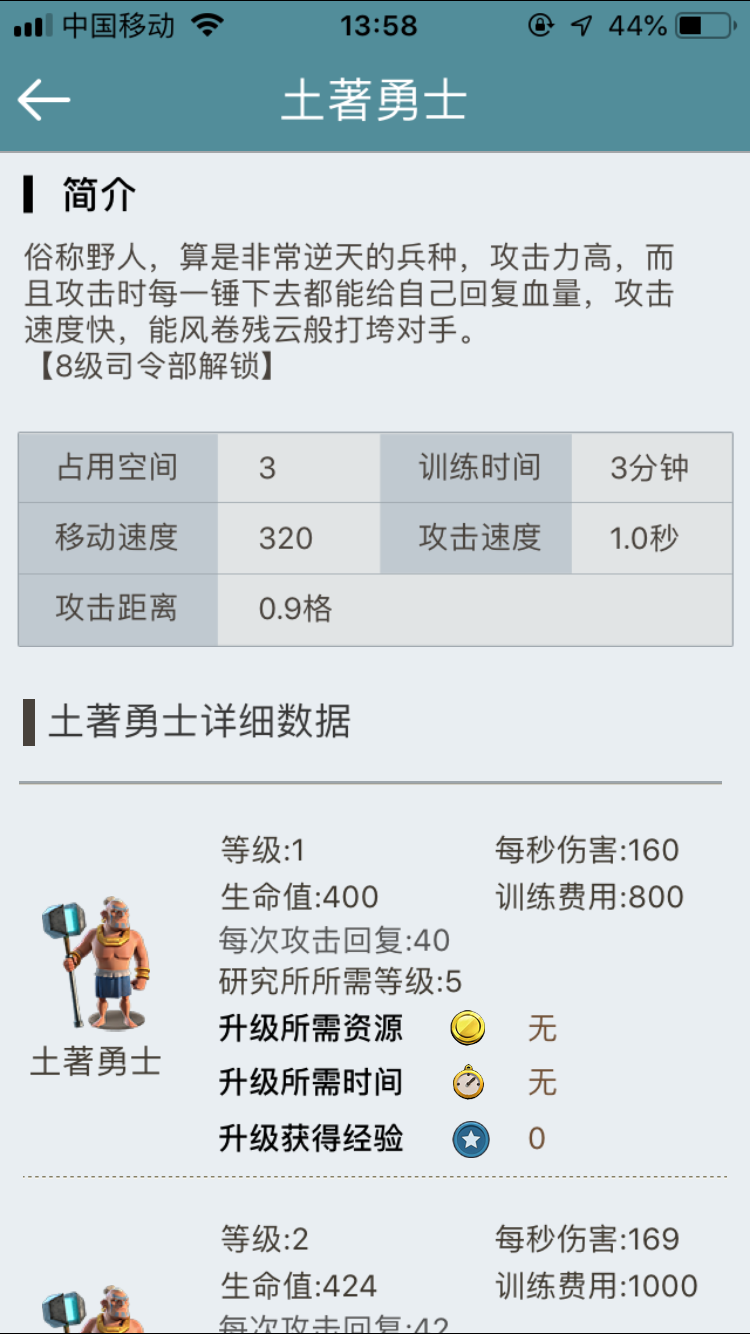 中国移动 13:58 44%
土著勇士
简介
俗称野人，算是非常逆天的兵种，攻击力高，而
且攻击时每一锤下去都能给自己回复血量，攻击
速度快，能风卷残云般打垮对手。
【8级司令部解锁】
占用空间 3 训练时间 3分钟
移动速度 320 攻击速度 1.0秒
攻击距离 0.9格
土著勇士详细数据
等级:1 每秒伤害:160
生命值:400 训练费用:800
每次攻击回复:40
研究所所需等级:5
升级所需资源 无
土著勇士
升级所需时间 无
升级获得经验 0
等级:2 每秒伤害:169
生命值:424 训练费用:1000
每次攻击回复:42